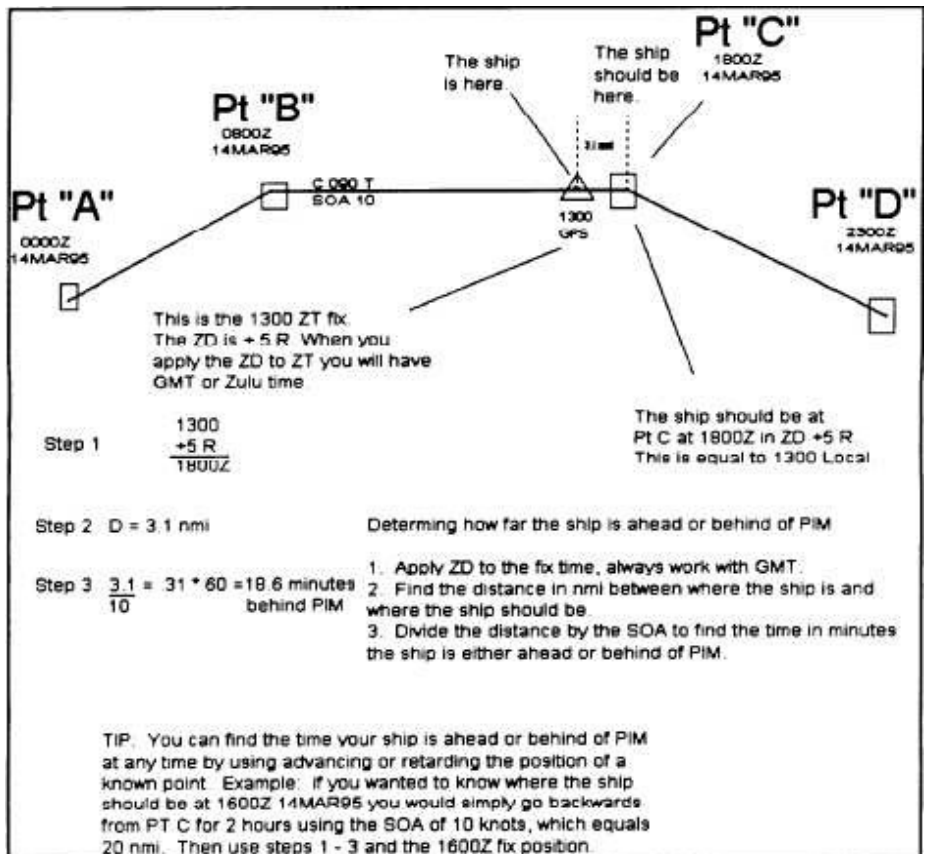 Pt "C"
1800Z
14MAR95
The ship
is here.
The ship
should be
here.
Pt "B"
0800Z
14MAR95
3.1 nmi
C 090 T
SOA 10
1300
GPS
Pt "A"
0000Z
14MAR95
Pt "D"
2300Z
14MAR95
This is the 1300 ZT fix.
The ZD is + 5 R. When you
apply the ZD to ZT you will have
GMT or Zulu time
The ship should be at
Pt C at 1800Z in ZD +5 R.
This is equal to 1300 Local
Step 1
1300
+5 R
1800Z
Step 2 D = 3.1 nmi
Step 3 3.1 = 31 * 60 =18.6 minutes
10 behind PIM
Determing how far the ship is ahead or behind of PIM
1. Apply ZD to the fix time, always work with GMT.
2. Find the distance in nmi between where the ship is and
where the ship should be.
3. Divide the distance by the SOA to find the time in minutes
the ship is either ahead or behind of PIM.
TIP. You can find the time your ship is ahead or behind of PIM
at any time by using advancing or retarding the position of a
known point. Example: If you wanted to know where the ship
should be at 1600Z 14MAR95 you would simply go backwards
from PT C for 2 hours using the SOA of 10 knots, which equals
20 nmi. Then use steps 1 - 3 and the 1600Z fix position.